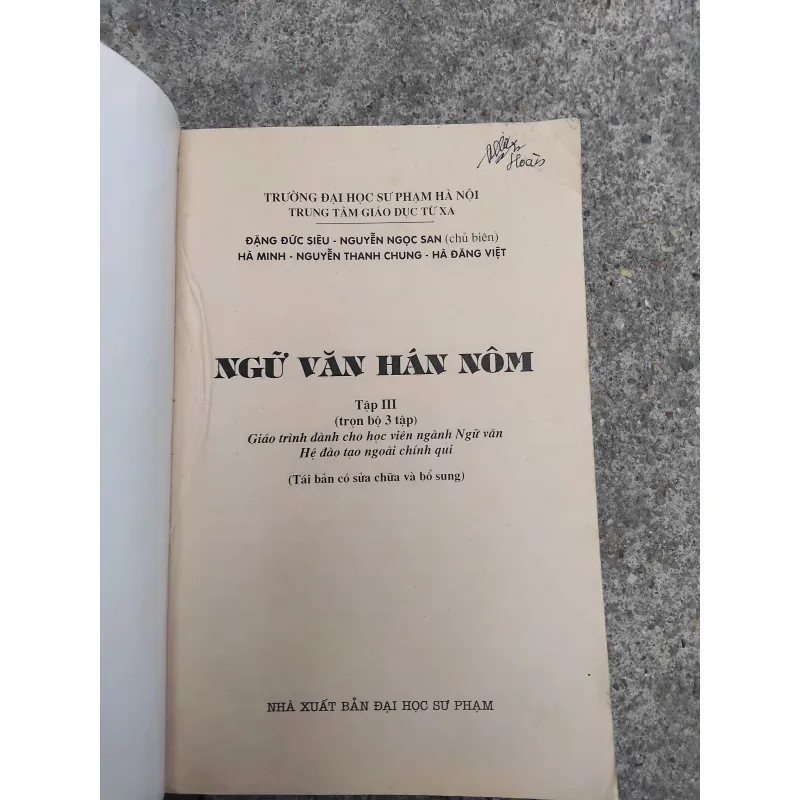 Hoàn
TRƯỜNG ĐẠI HỌC SƯ PHẠM HÀ NỘI
TRUNG TÂM GIÁO DỤC TỪ XA
ĐẶNG ĐỨC SIÊU - NGUYỄN NGỌC SAN (chủ biên)
HÀ MINH - NGUYỄN THANH CHUNG - HÀ ĐĂNG VIỆT
NGỮ VĂN HÁN NÔM
Tập III
(trọn bộ 3 tập)
Giáo trình dành cho học viên ngành Ngữ văn
Hệ đào tạo ngoài chính qui
(Tái bản có sửa chữa và bổ sung)
NHÀ XUẤT BẢN ĐẠI HỌC SƯ PHẠM